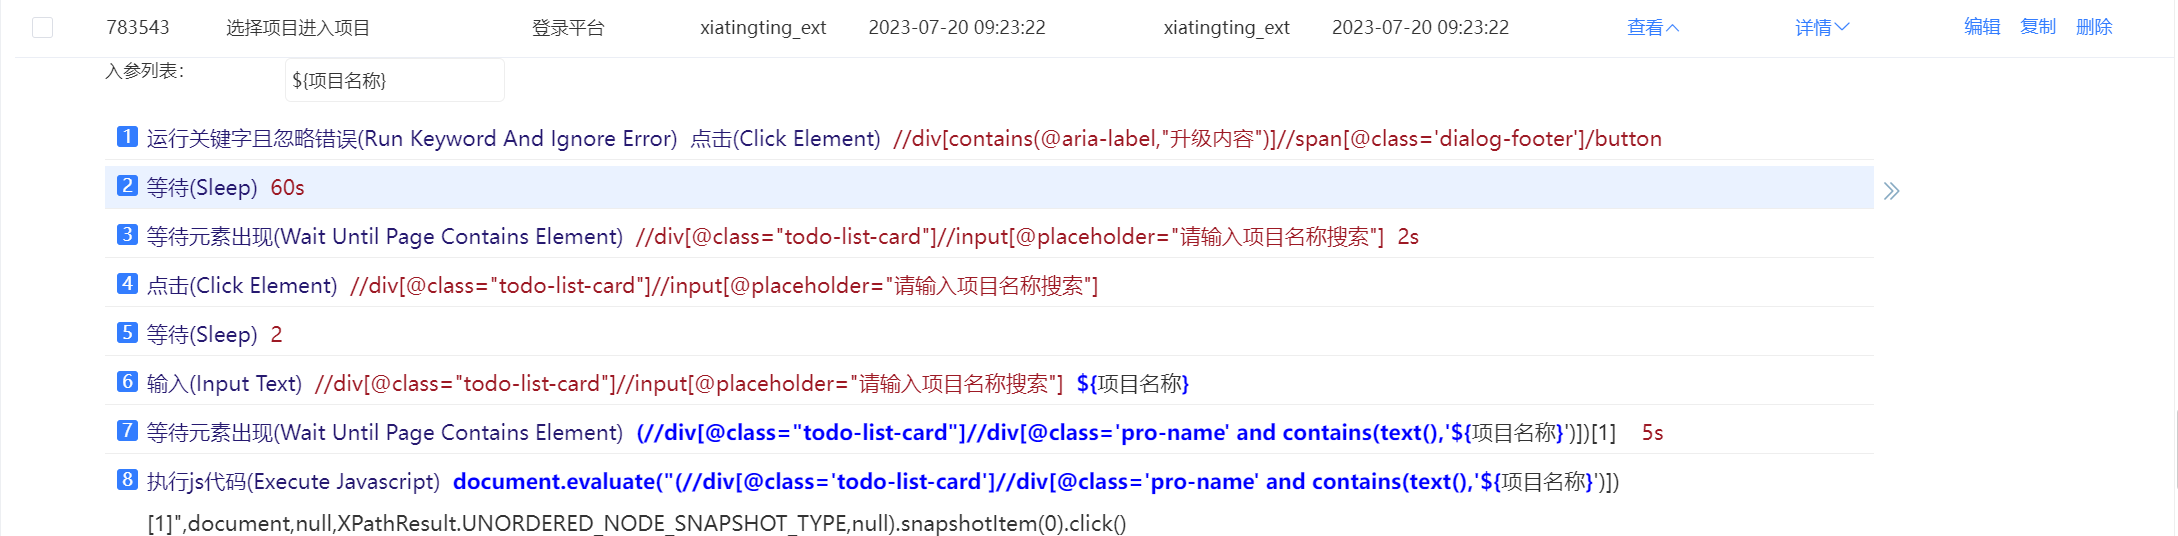 783543 选择项目进入项目 登录平台 xiatingting_ext 2023-07-20 09:23:22 xiatingting_ext 2023-07-20 09:23:22 查看 详情 编辑 复制 删除
入参列表: ${项目名称}
1 运行关键字且忽略错误(Run Keyword And Ignore Error) 点击(Click Element) //div[contains(@aria-label,"升级内容")]//span[@class='dialog-footer']/button
2 等待(Sleep) 60s
3 等待元素出现(Wait Until Page Contains Element) //div[@class="todo-list-card"]//input[@placeholder="请输入项目名称搜索"] 2s
4 点击(Click Element) //div[@class="todo-list-card"]//input[@placeholder="请输入项目名称搜索"]
5 等待(Sleep) 2
6 输入(Input Text) //div[@class="todo-list-card"]//input[@placeholder="请输入项目名称搜索"] ${项目名称}
7 等待元素出现(Wait Until Page Contains Element) (//div[@class="todo-list-card"]//div[@class='pro-name' and contains(text(),'${项目名称}')])[1] 5s
8 执行js代码(Execute Javascript) document.evaluate("(//div[@class='todo-list-card']//div[@class='pro-name' and contains(text(),'${项目名称}')])
[1]",document,null,XPathResult.UNORDERED_NODE_SNAPSHOT_TYPE,null).snapshotItem(0).click()